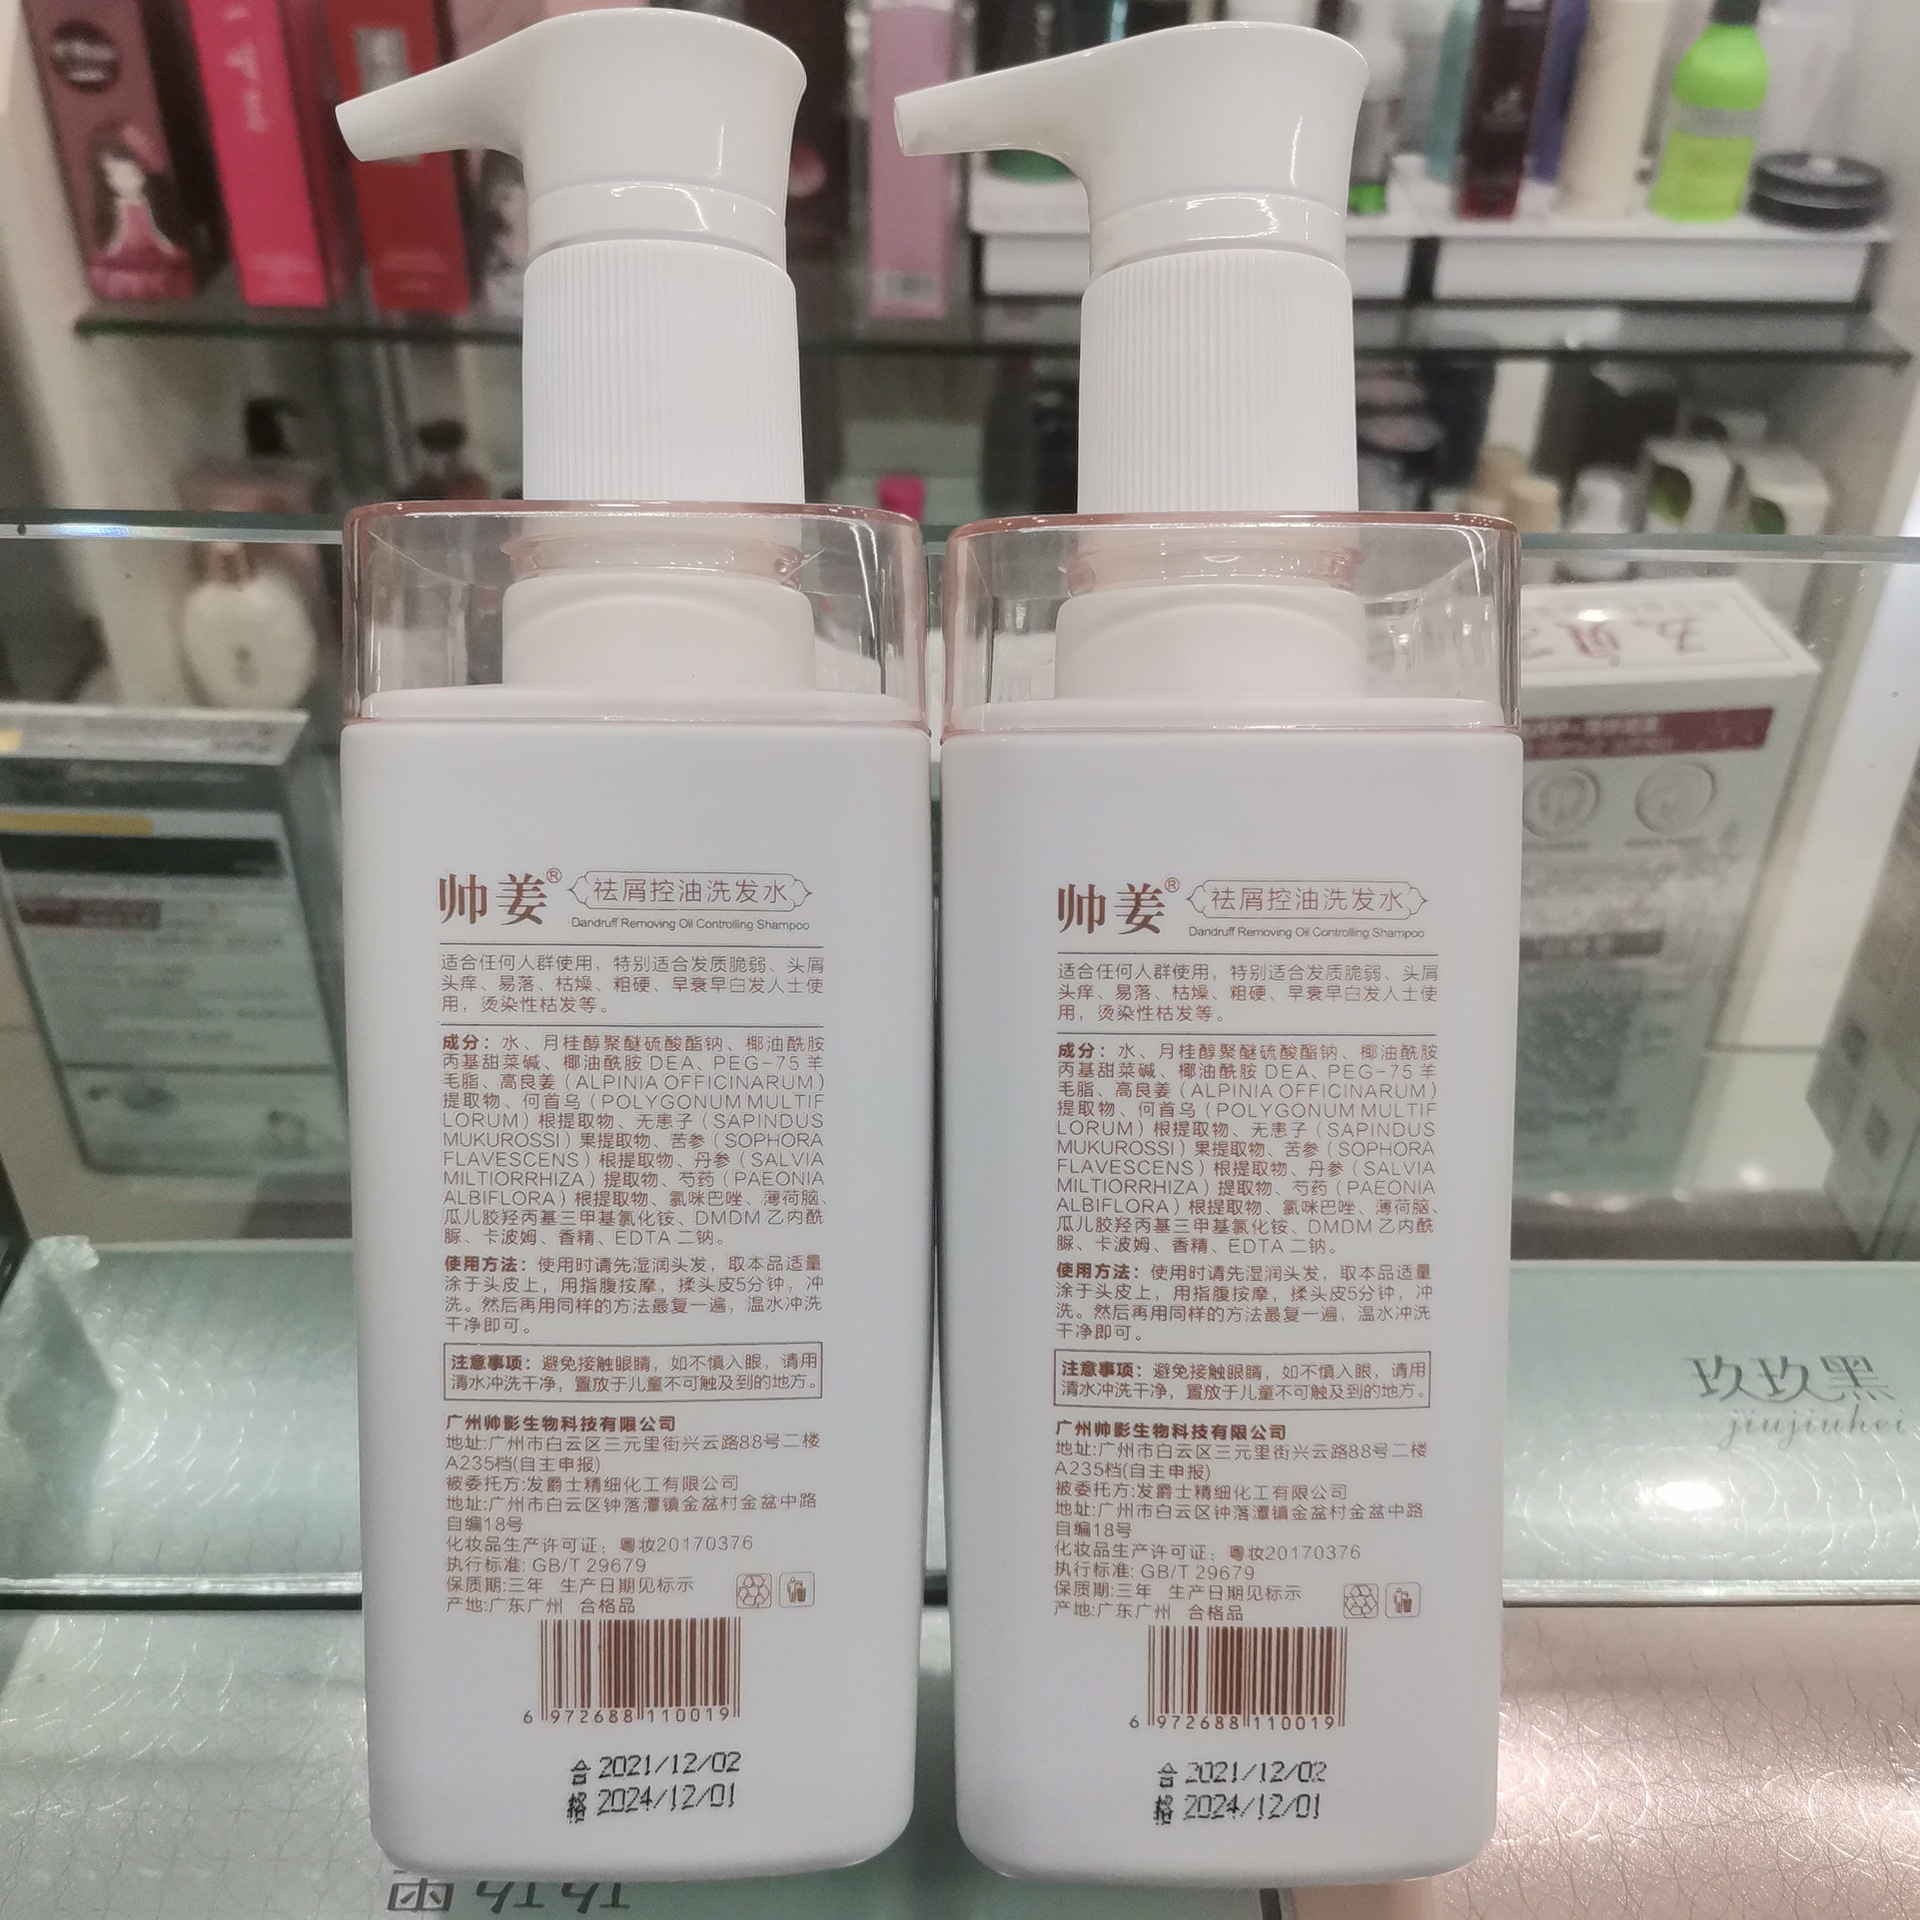 帅姜® 祛屑控油洗发水
Dandruff Removing Oil Controlling Shampoo
适合任何人群使用，特别适合发质脆弱、头屑
头痒、易落、枯燥、粗硬、早衰早白发人士使
用，烫染性枯发等。
成分：水、月桂醇聚醚硫酸酯钠、椰油酰胺
丙基甜菜碱、椰油酰胺 DEA、PEG-75 羊
毛脂、高良姜（ALPINIA OFFICINARUM）
提取物、何首乌（POLYGONUM MULTIF
LORUM）根提取物、无患子（SAPINDUS
MUKUROSSI）果提取物、苦参（SOPHORA
FLAVESCENS）根提取物、丹参（SALVIA
MILTIORRHIZA）提取物、芍药（PAEONIA
ALBIFLORA）根提取物、氯咪巴唑、薄荷脑、
瓜儿胶羟丙基三甲基氯化铵、DMDM 乙内酰
脲、卡波姆、香精、EDTA 二钠。
使用方法：使用时请先湿润头发，取本品适量
涂于头皮上，用指腹按摩，揉头皮5分钟，冲
洗。然后再用同样的方法最复一遍，温水冲洗
干净即可。
注意事项：避免接触眼睛，如不慎入眼，请用
清水冲洗干净，置放于儿童不可触及到的地方。
广州帅影生物科技有限公司
地址:广州市白云区三元里街兴云路88号二楼
A235档(自主申报)
被委托方:发爵士精细化工有限公司
地址:广州市白云区钟落潭镇金盆村金盆中路
自编18号
化妆品生产许可证：粤妆20170376
执行标准: GB/T 29679
保质期:三年 生产日期见标示
产地:广东广州 合格品
6 972688 110019
合 2021/12/02
格 2024/12/01
帅姜® 祛屑控油洗发水
Dandruff Removing Oil Controlling Shampoo
适合任何人群使用，特别适合发质脆弱、头屑
头痒、易落、枯燥、粗硬、早衰早白发人士使
用，烫染性枯发等。
成分：水、月桂醇聚醚硫酸酯钠、椰油酰胺
丙基甜菜碱、椰油酰胺 DEA、PEG-75 羊
毛脂、高良姜（ALPINIA OFFICINARUM）
提取物、何首乌（POLYGONUM MULTIF
LORUM）根提取物、无患子（SAPINDUS
MUKUROSSI）果提取物、苦参（SOPHORA
FLAVESCENS）根提取物、丹参（SALVIA
MILTIORRHIZA）提取物、芍药（PAEONIA
ALBIFLORA）根提取物、氯咪巴唑、薄荷脑、
瓜儿胶羟丙基三甲基氯化铵、DMDM 乙内酰
脲、卡波姆、香精、EDTA 二钠。
使用方法：使用时请先湿润头发，取本品适量
涂于头皮上，用指腹按摩，揉头皮5分钟，冲
洗。然后再用同样的方法最复一遍，温水冲洗
干净即可。
注意事项：避免接触眼睛，如不慎入眼，请用
清水冲洗干净，置放于儿童不可触及到的地方。
广州帅影生物科技有限公司
地址:广州市白云区三元里街兴云路88号二楼
A235档(自主申报)
被委托方:发爵士精细化工有限公司
地址:广州市白云区钟落潭镇金盆村金盆中路
自编18号
化妆品生产许可证：粤妆20170376
执行标准: GB/T 29679
保质期:三年 生产日期见标示
产地:广东广州 合格品
6 972688 110019
合 2021/12/02
格 2024/12/01
玖玖黑
jiujiuhei